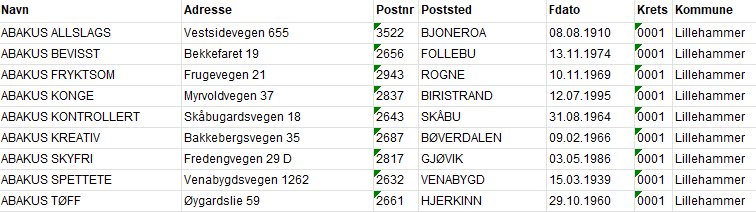 Navn Adresse Postnr Poststed Fdato Krets Kommune
ABAKUS ALLSLAGS Vestsidevegen 655 3522 BJONEROA 08.08.1910 0001 Lillehammer
ABAKUS BEVISST Bekkefaret 19 2656 FOLLEBU 13.11.1974 0001 Lillehammer
ABAKUS FRYKTSOM Frugevegen 21 2943 ROGNE 10.11.1969 0001 Lillehammer
ABAKUS KONGE Myrvoldvegen 37 2837 BIRISTRAND 12.07.1995 0001 Lillehammer
ABAKUS KONTROLLERT Skåbugardsvegen 18 2643 SKÅBU 31.08.1964 0001 Lillehammer
ABAKUS KREATIV Bakkebergsvegen 35 2687 BØVERDALEN 09.02.1966 0001 Lillehammer
ABAKUS SKYFRI Fredengvegen 29 D 2817 GJØVIK 03.05.1986 0001 Lillehammer
ABAKUS SPETTETE Venabygdsvegen 1262 2632 VENABYGD 15.03.1939 0001 Lillehammer
ABAKUS TØFF Øygardslie 59 2661 HJERKINN 29.10.1960 0001 Lillehammer